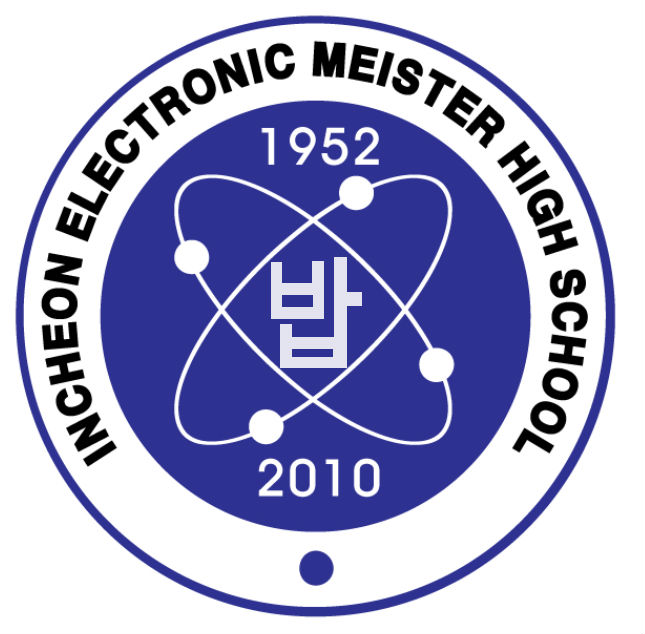 INCHEON ELECTRONIC MEISTER HIGH SCHOOL
1952
밥
2010